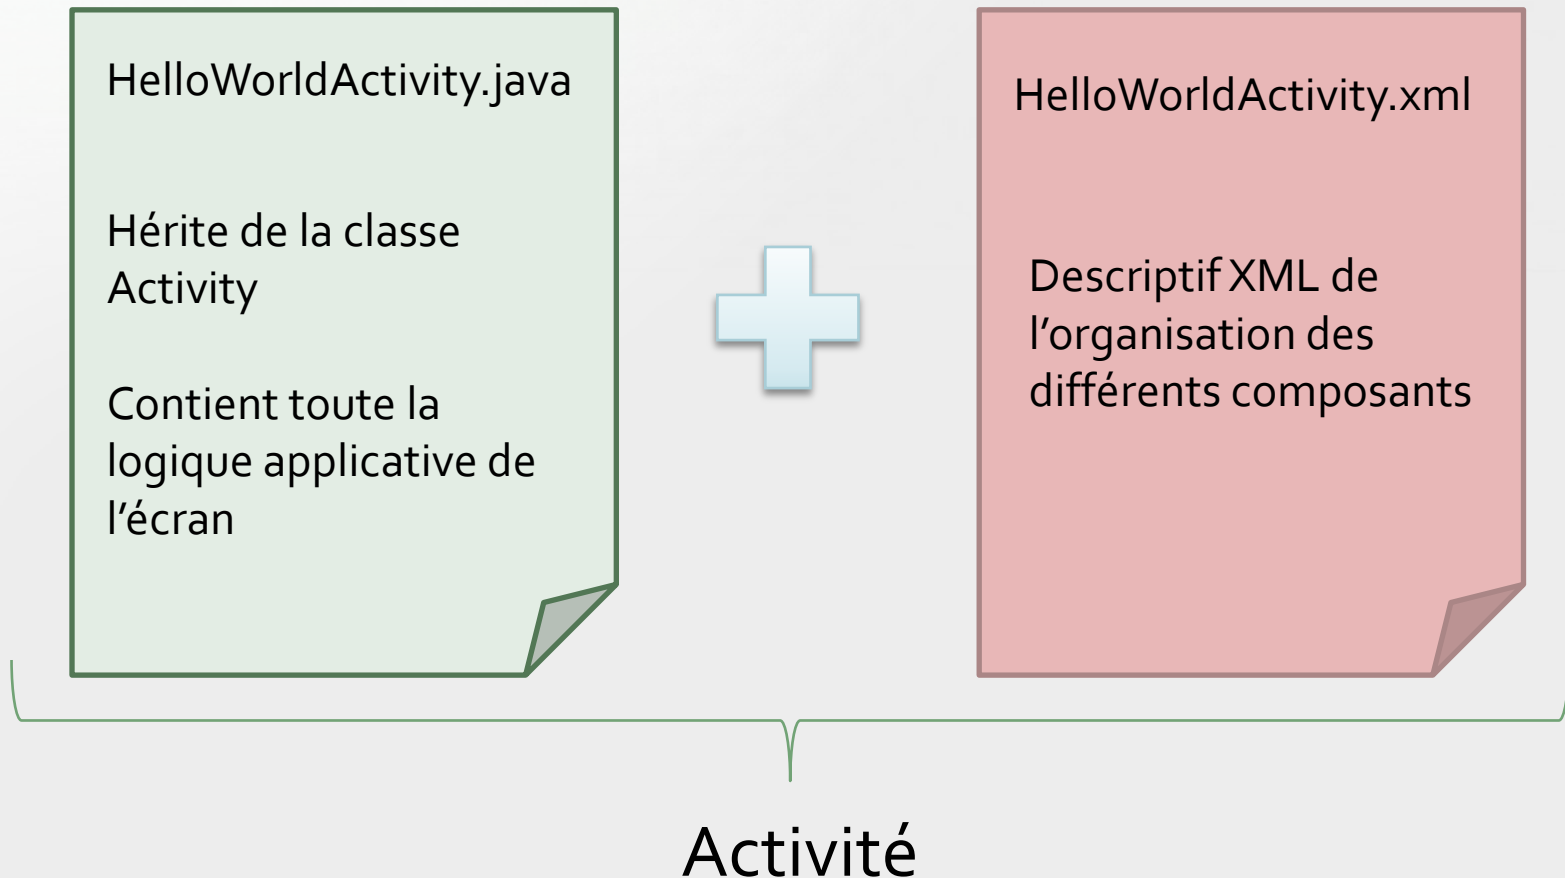 HelloWorldActivity.java
Hérite de la classe
Activity
Contient toute la
logique applicative de
l’écran
HelloWorldActivity.xml
Descriptif XML de
l’organisation des
différents composants
Activité